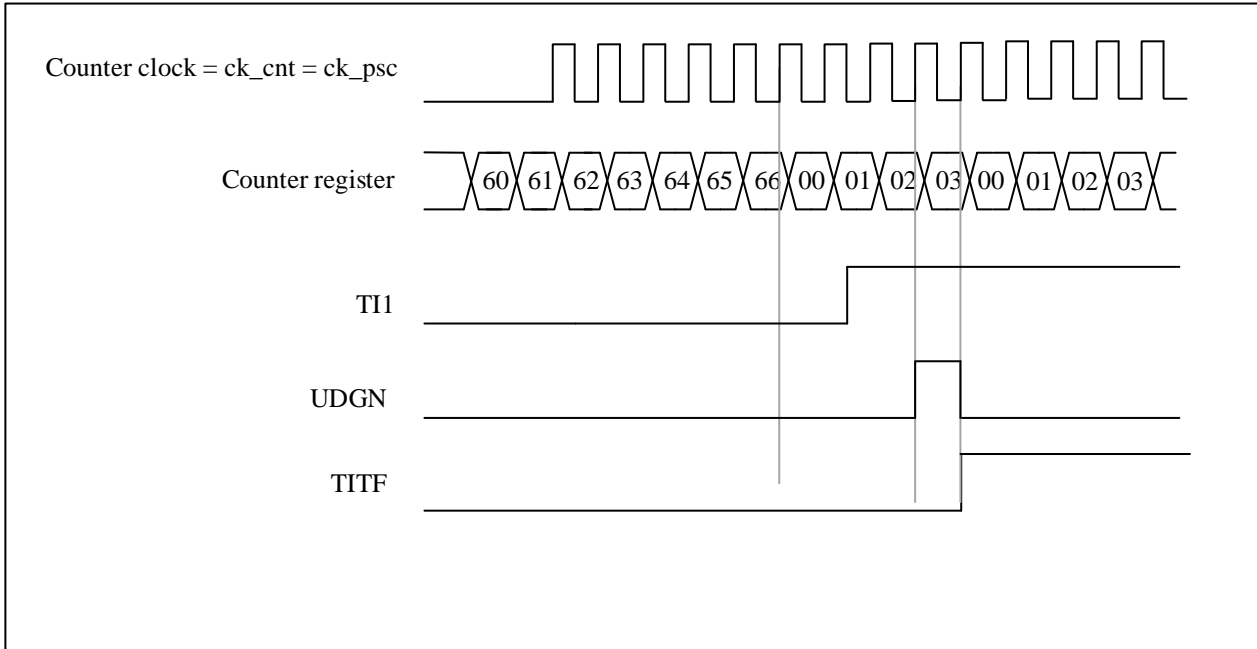 Counter clock = ck_cnt = ck_psc
Counter register 60 61 62 63 64 65 66 00 01 02 03 00 01 02 03
TI1
UDGN
TITF